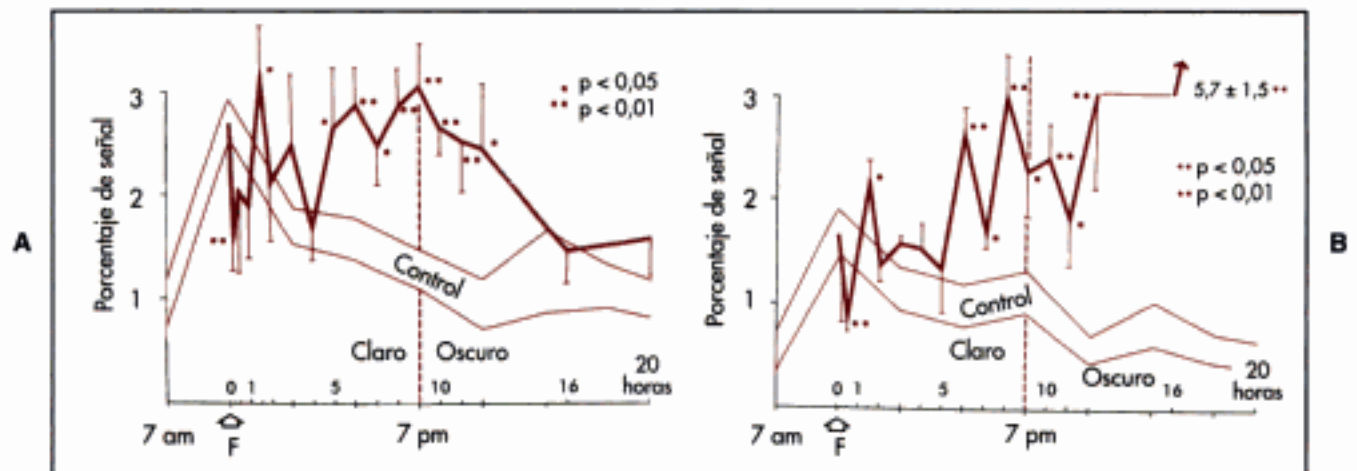 A
Porcentaje de señal
3
2
1
• p < 0,05
•• p < 0,01
Control
Claro
Oscuro
0 1 5 10 16
20
horas
7 am
F
7 pm
B
Porcentaje de señal
3
2
1
5,7 ± 1,5 ++
++ p < 0,05
++ p < 0,01
Control
Claro
Oscuro
0 1 5 10 16
20
horas
7 am
F
7 pm